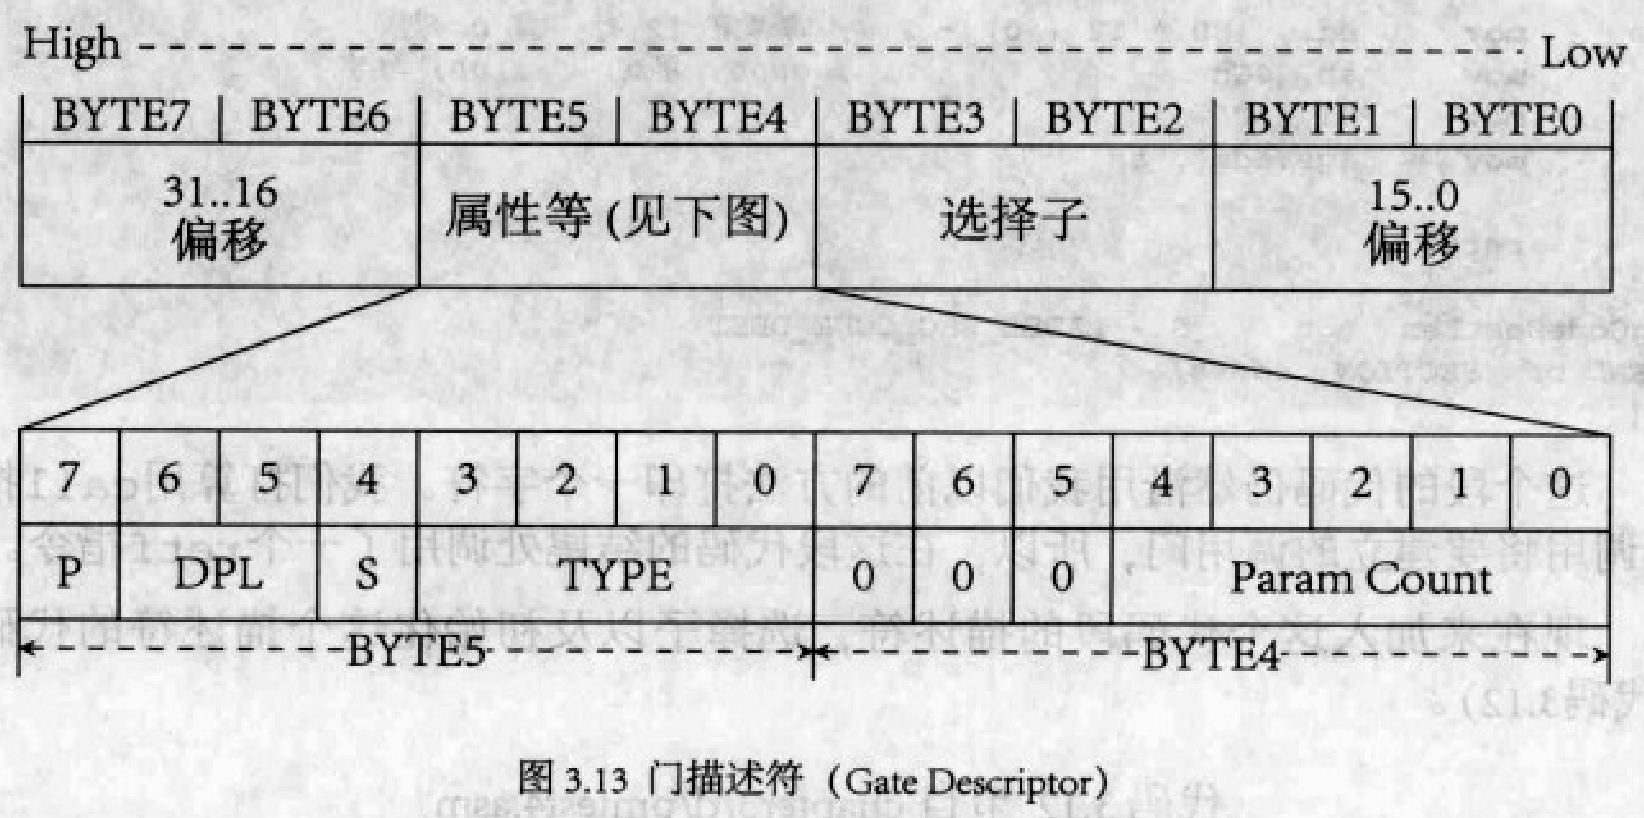 High Low
BYTE7 BYTE6 BYTE5 BYTE4 BYTE3 BYTE2 BYTE1 BYTE0
31..16
偏移
属性等 (见下图)
选择子
15..0
偏移
7 6 5 4 3 2 1 0 7 6 5 4 3 2 1 0
P DPL S TYPE 0 0 0 Param Count
BYTE5 BYTE4
图 3.13 门描述符 (Gate Descriptor)